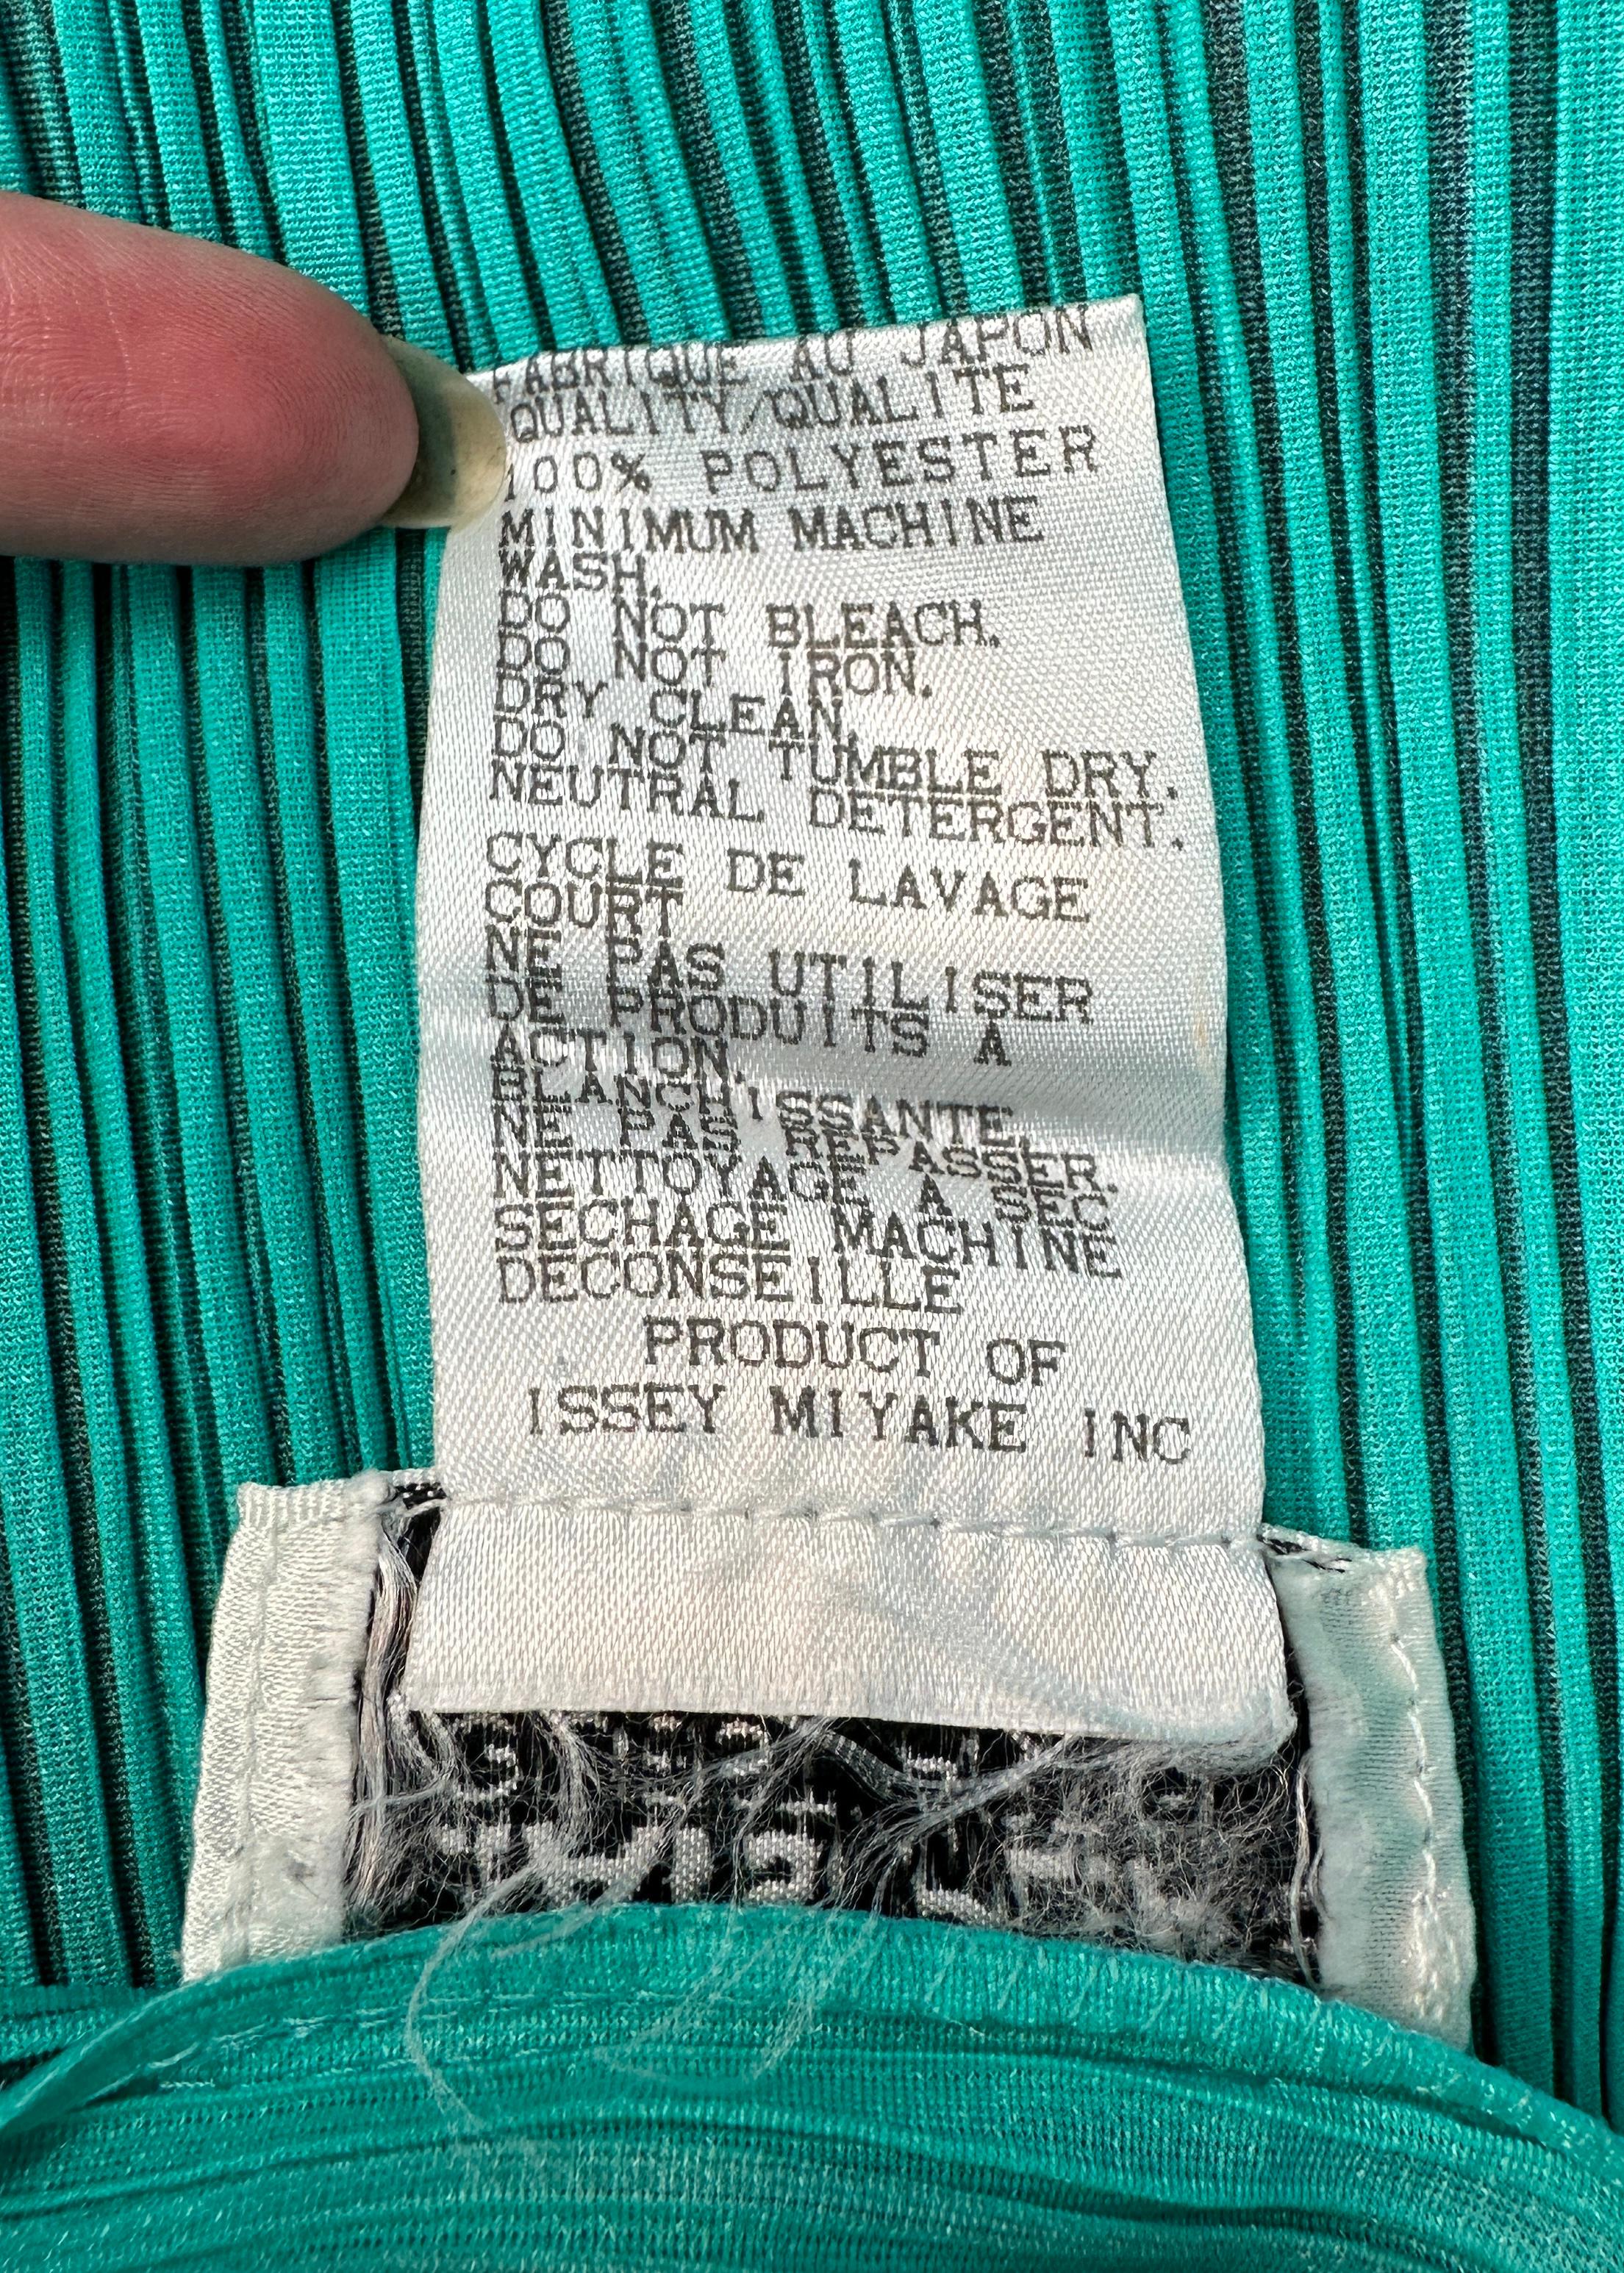 FABRIQUE AU JAPON
QUALITY/QUALITE
100% POLYESTER
MINIMUM MACHINE
WASH.
DO NOT BLEACH.
DO NOT IRON.
DRY CLEAN.
DO NOT TUMBLE DRY.
NEUTRAL DETERGENT.
CYCLE DE LAVAGE
COURT
NE PAS UTILISER
DE PRODUITS A
ACTION.
BLANCHISSANTE.
NE PAS REPASSER.
NETTOYAGE A SEC
SECHAGE MACHINE
DECONSEILLE
PRODUCT OF
ISSEY MIYAKE INC